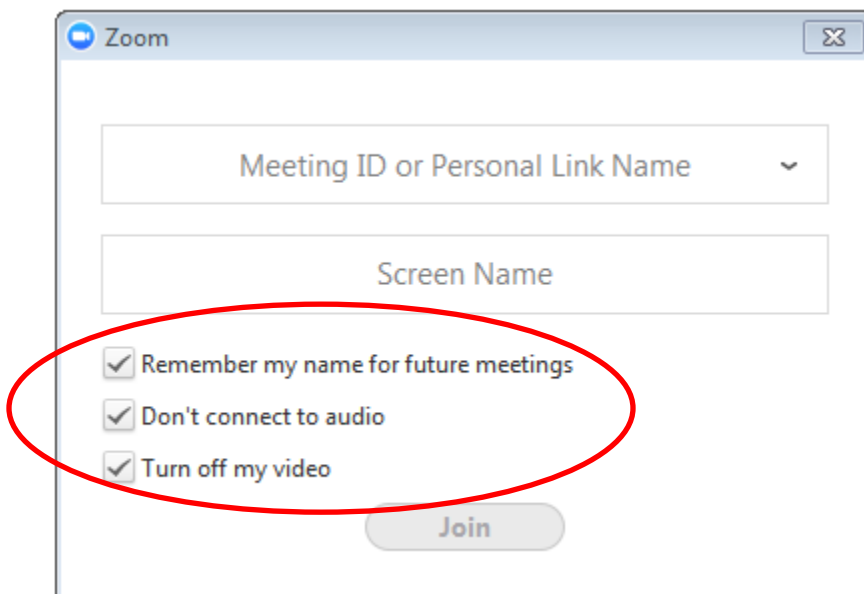 Zoom
Meeting ID or Personal Link Name
Screen Name
Remember my name for future meetings
Don't connect to audio
Turn off my video
Join